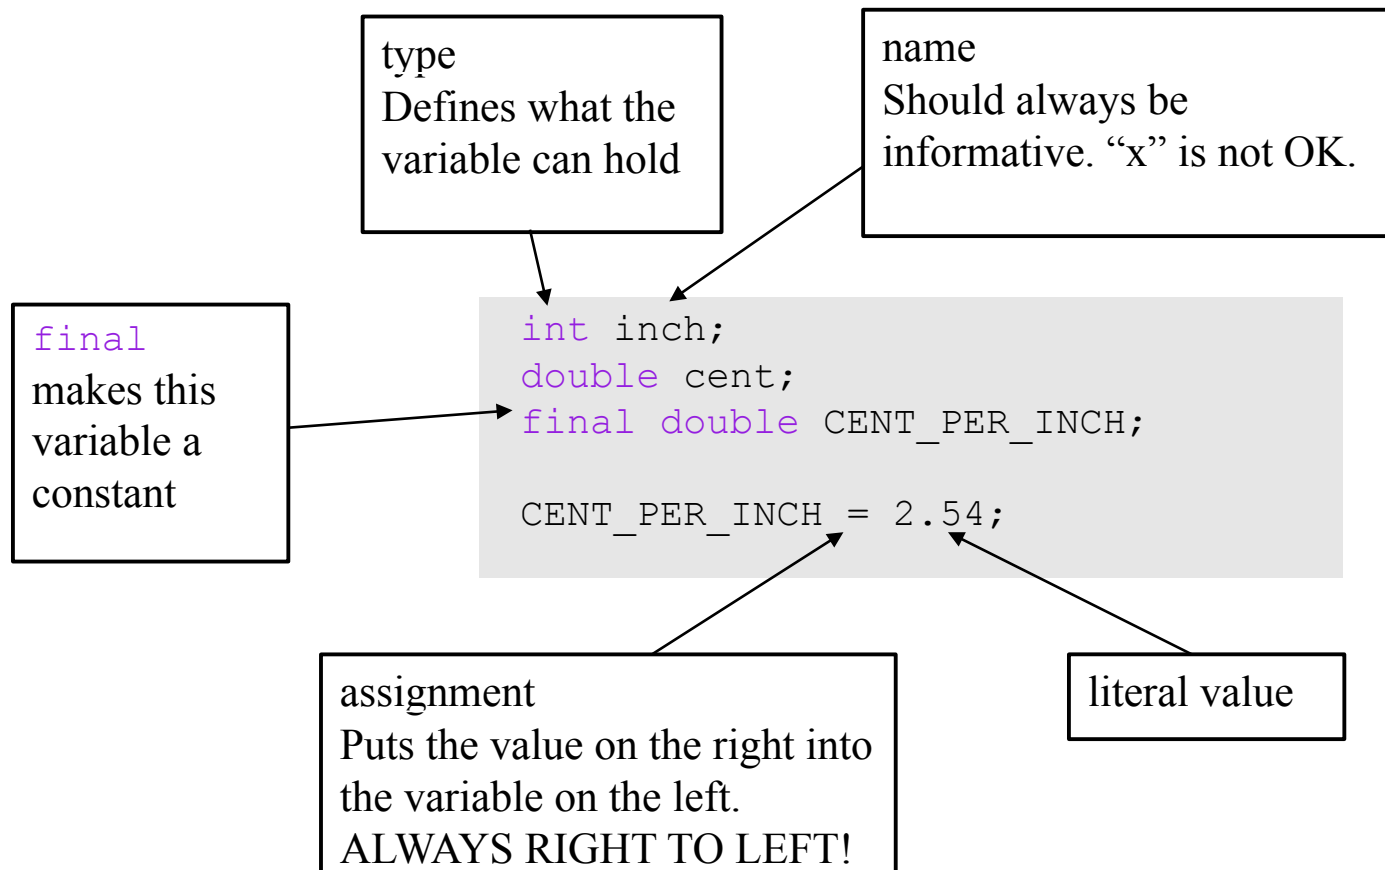 type
Defines what the
variable can hold
name
Should always be
informative. “x” is not OK.
final
makes this
variable a
constant
int inch;
double cent;
final double CENT_PER_INCH;
CENT_PER_INCH = 2.54;
assignment
Puts the value on the right into
the variable on the left.
ALWAYS RIGHT TO LEFT!
literal value